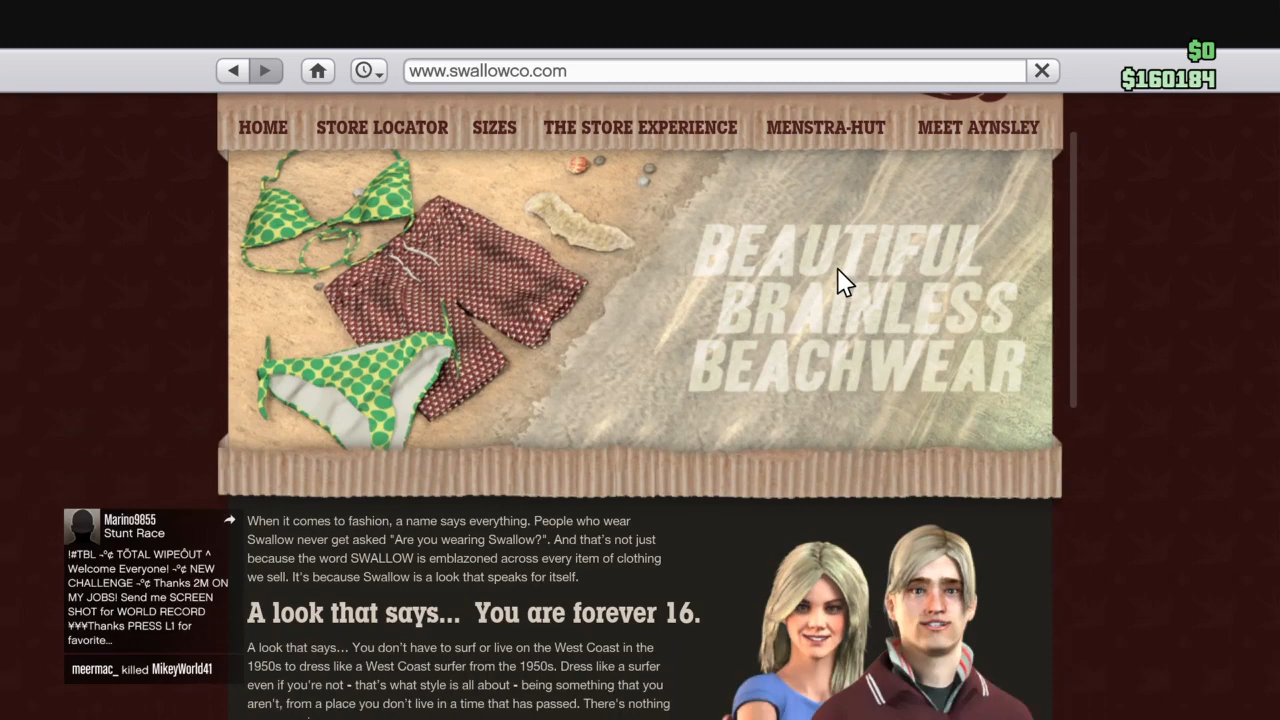 $0
$160184
www.swallowco.com
HOME STORE LOCATOR SIZES THE STORE EXPERIENCE MENSTRA-HUT MEET AYNSLEY
BEAUTIFUL
BRAINLESS
BEACHWEAR
When it comes to fashion, a name says everything. People who wear
Swallow never get asked "Are you wearing Swallow?". And that's not just
because the word SWALLOW is emblazoned across every item of clothing
we sell. It's because Swallow is a look that speaks for itself.
A look that says... You are forever 16.
A look that says... You don't have to surf or live on the West Coast in the
1950s to dress like a West Coast surfer from the 1950s. Dress like a surfer
even if you're not - that's what style is all about - being something that you
aren't, from a place you don't live in a time that has passed. There's nothing
Marino9855
Stunt Race
!#TBL ¬º¢ TÕTAL WIPEÔUT ^
Welcome Everyone! ¬º¢ NEW
CHALLENGE ¬º¢ Thanks 2M ON
MY JOBS! Send me SCREEN
SHOT for WORLD RECORD
¥¥¥Thanks PRESS L1 for
favorite...
meermac_ killed MikeyWorld41